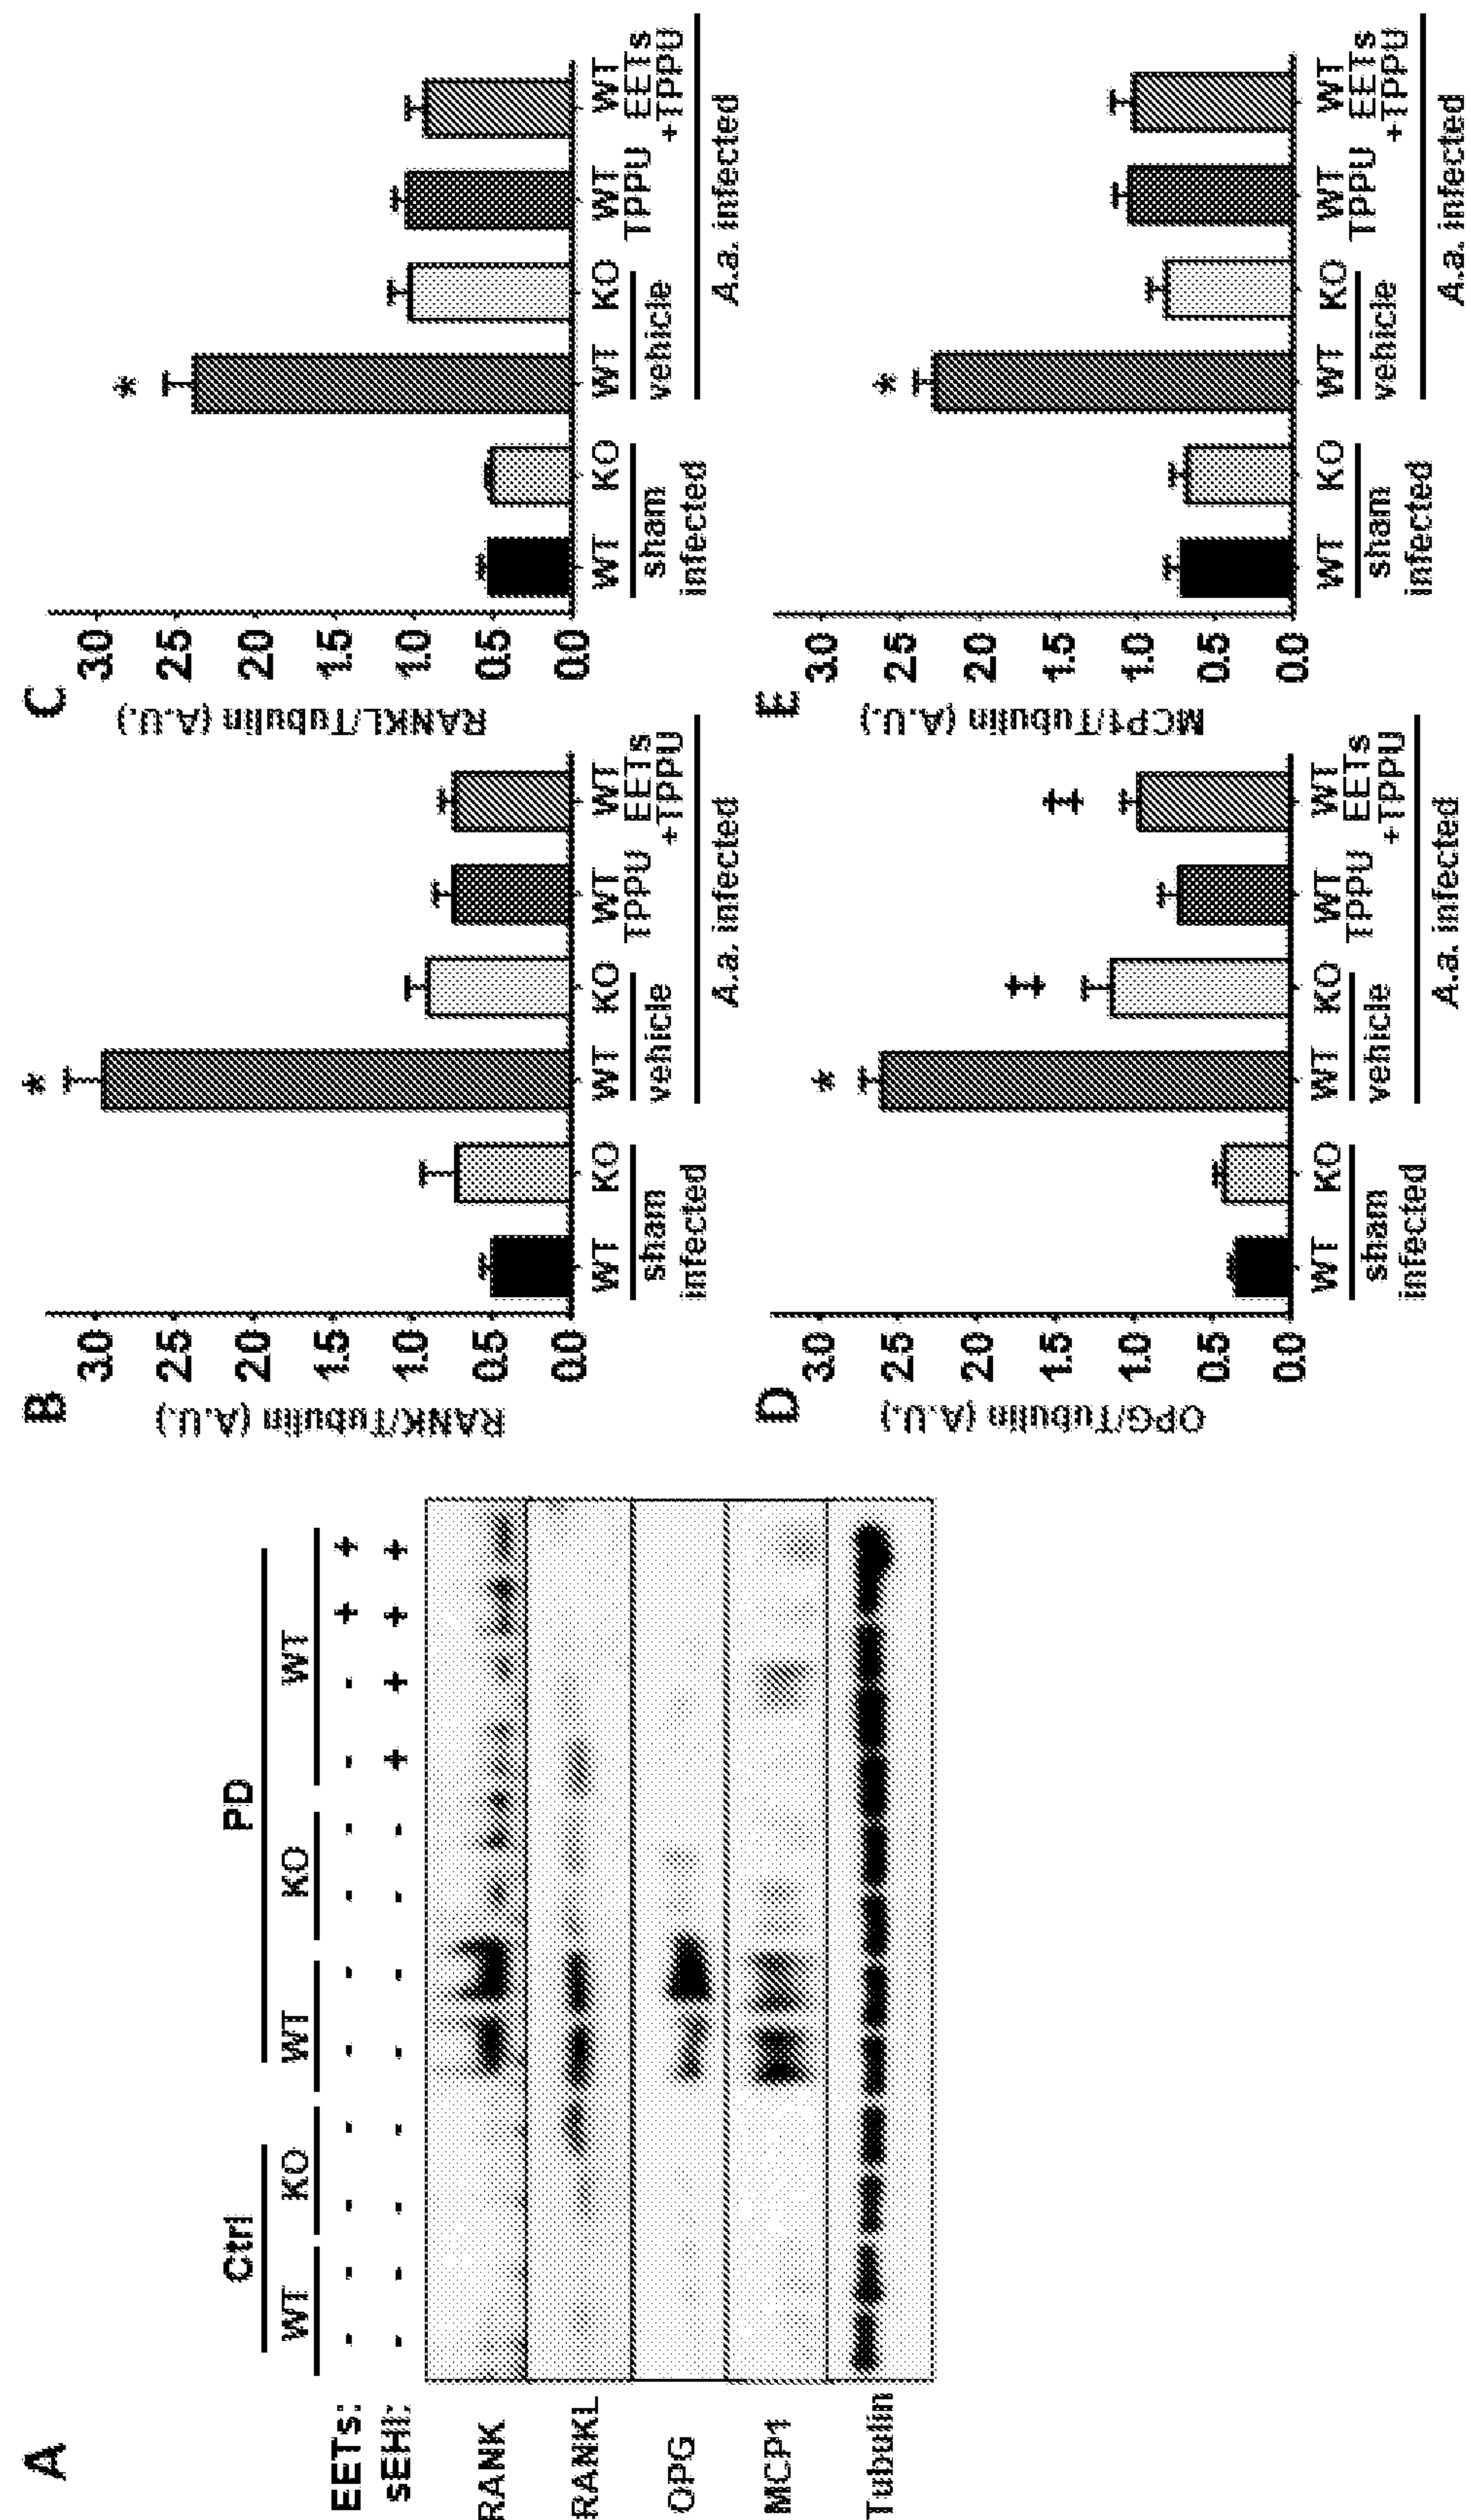 A
Ctrl PD
WT KO WT KO WT
EETs: - - - - - - - - - - + +
sEHI: - - - - - - - - + + + +
RANK
RANKL
OPG
MCP1
Tubulin
B
RANK/Tubulin (A.U.)
3.0
2.5
2.0
1.5
1.0
0.5
0.0
*
WT KO WT KO WT WT
TPPU EETs
+TPPU
sham
infected
vehicle
A.a. infected
C
RANKL/Tubulin (A.U.)
3.0
2.5
2.0
1.5
1.0
0.5
0.0
*
WT KO WT KO WT WT
TPPU EETs
+TPPU
sham
infected
vehicle
A.a. infected
D
OPG/Tubulin (A.U.)
3.0
2.5
2.0
1.5
1.0
0.5
0.0
* ‡ ‡
WT KO WT KO WT WT
TPPU EETs
+TPPU
sham
infected
vehicle
A.a. infected
E
MCP1/Tubulin (A.U.)
3.0
2.5
2.0
1.5
1.0
0.5
0.0
*
WT KO WT KO WT WT
TPPU EETs
+TPPU
sham
infected
vehicle
A.a. infected